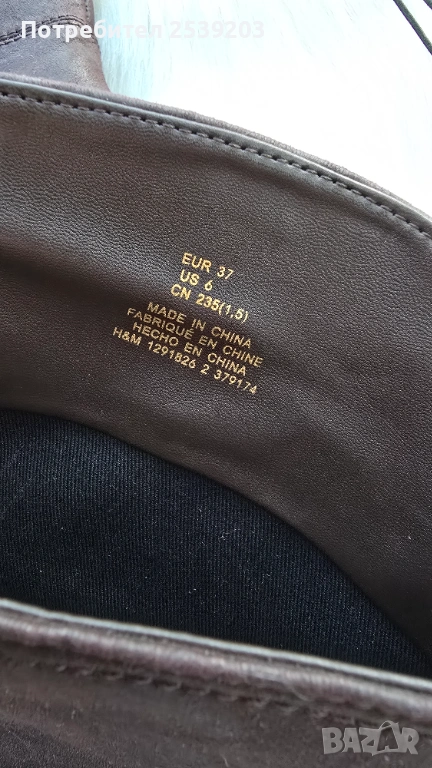 Потребител 2539203
EUR 37
US 6
CN 235(1,5)
MADE IN CHINA
FABRIQUÉ EN CHINE
HECHO EN CHINA
H&M 1291826 2 379174
BAZAR